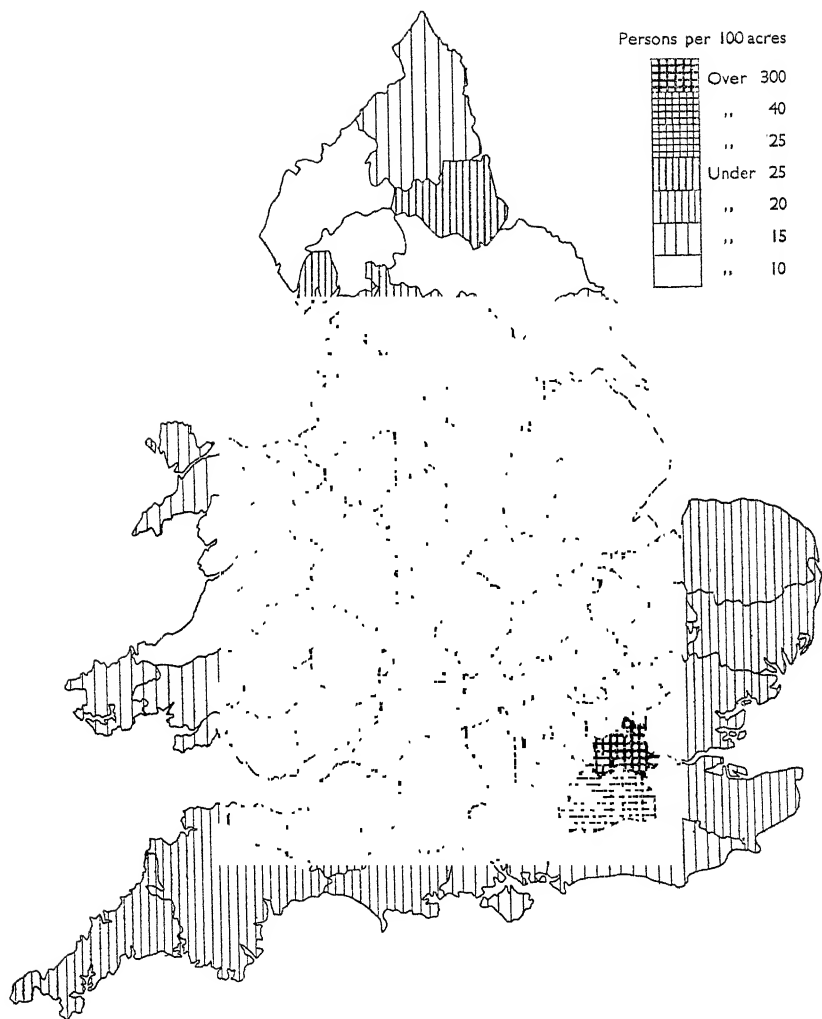 Persons per 100 acres
Over 300
,, 40
,, 25
Under 25
,, 20
,, 15
,, 10